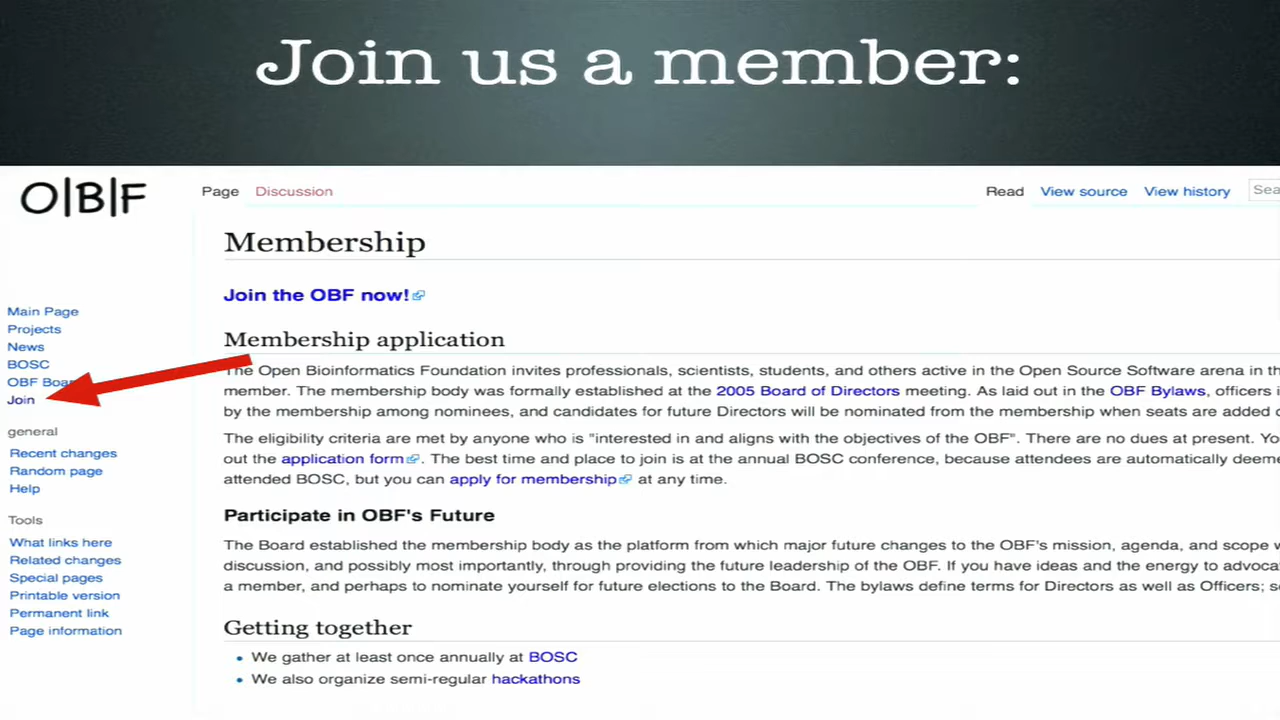 Join us a member:
O|B|F
Page Discussion Read View source View history Sea
Membership
Join the OBF now!
Main Page
Projects
News
BOSC
OBF Board
Join
general
Recent changes
Random page
Help
Tools
What links here
Related changes
Special pages
Printable version
Permanent link
Page information
Membership application
The Open Bioinformatics Foundation invites professionals, scientists, students, and others active in the Open Source Software arena in th
member. The membership body was formally established at the 2005 Board of Directors meeting. As laid out in the OBF Bylaws, officers i
by the membership among nominees, and candidates for future Directors will be nominated from the membership when seats are added o
The eligibility criteria are met by anyone who is "interested in and aligns with the objectives of the OBF". There are no dues at present. Yo
out the application form. The best time and place to join is at the annual BOSC conference, because attendees are automatically deeme
attended BOSC, but you can apply for membership at any time.
Participate in OBF's Future
The Board established the membership body as the platform from which major future changes to the OBF's mission, agenda, and scope w
discussion, and possibly most importantly, through providing the future leadership of the OBF. If you have ideas and the energy to advoca
a member, and perhaps to nominate yourself for future elections to the Board. The bylaws define terms for Directors as well as Officers; s
Getting together
• We gather at least once annually at BOSC
• We also organize semi-regular hackathons